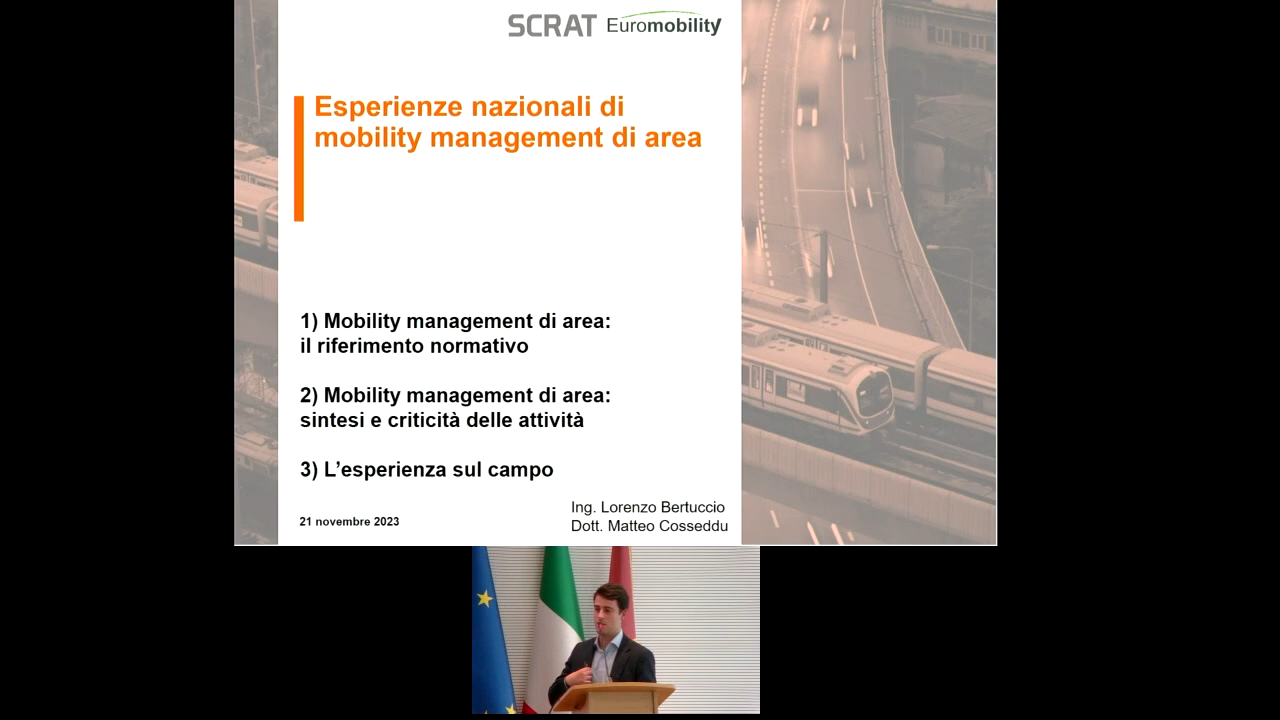 SCRAT Euromobility
Esperienze nazionali di
mobility management di area
1) Mobility management di area:
il riferimento normativo
2) Mobility management di area:
sintesi e criticità delle attività
3) L'esperienza sul campo
Ing. Lorenzo Bertuccio
Dott. Matteo Cosseddu
21 novembre 2023